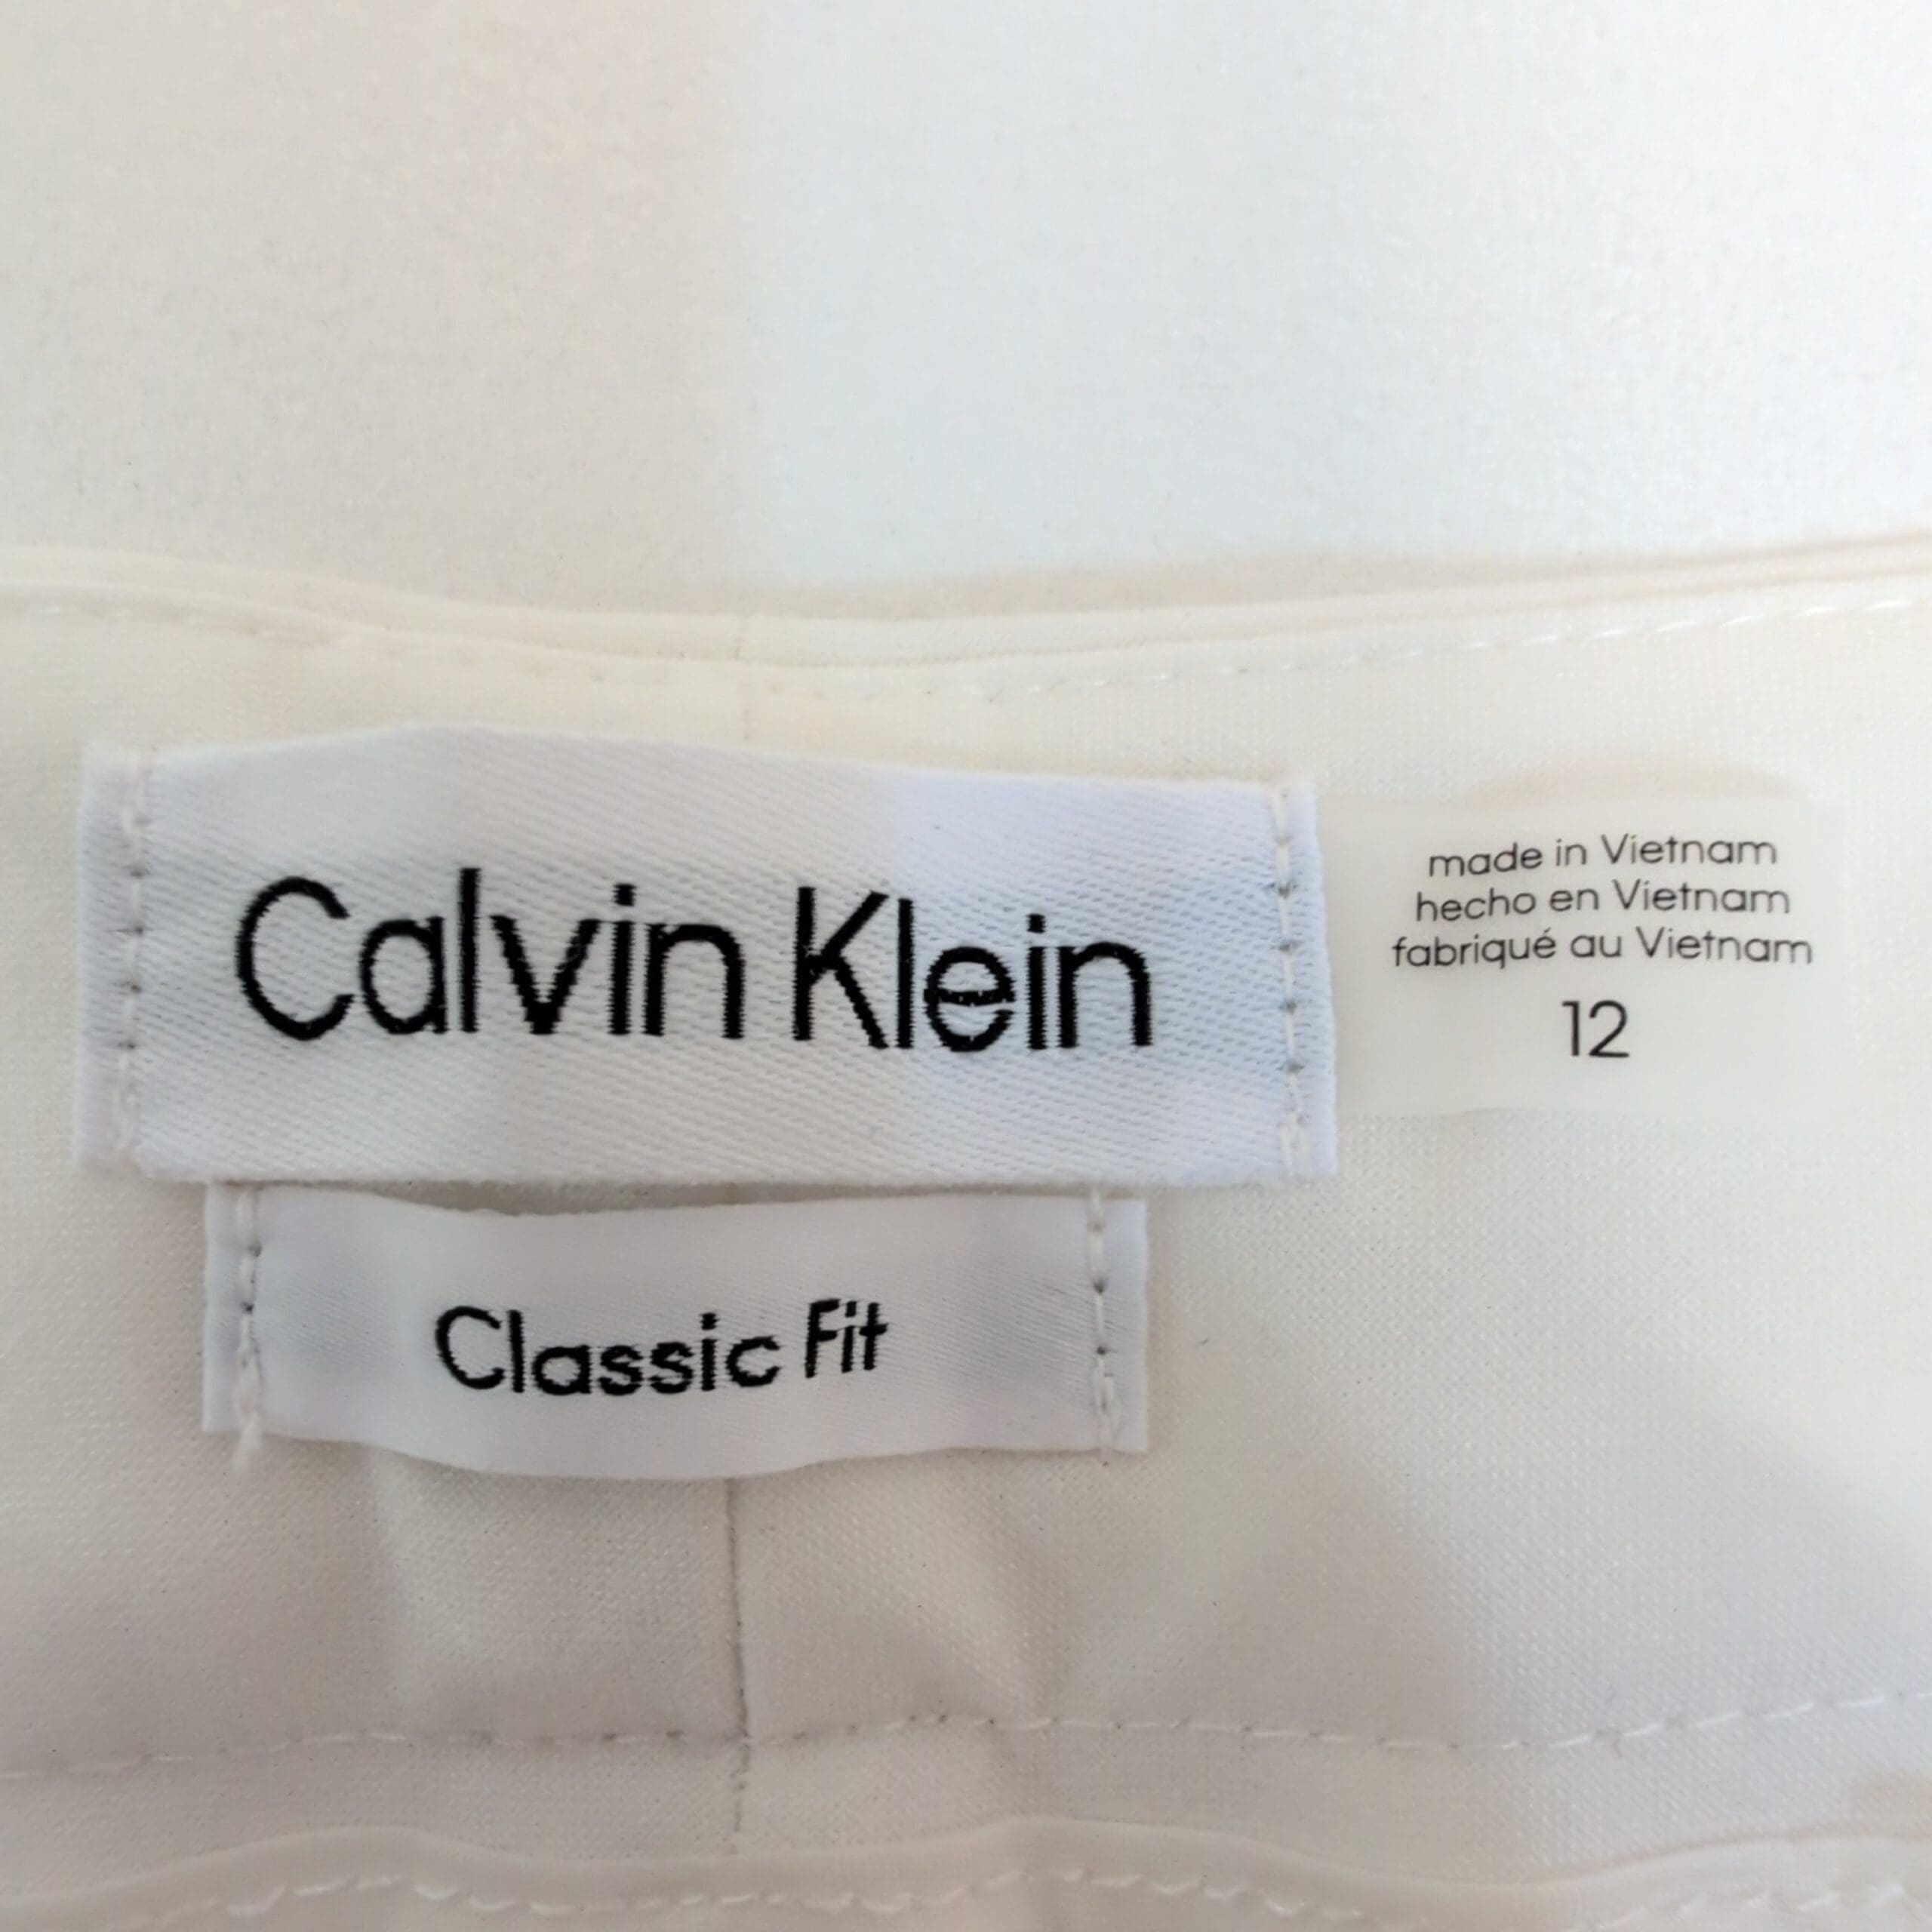 Calvin Klein
Classic Fit
made in Vietnam
hecho en Vietnam
fabriqué au Vietnam
12